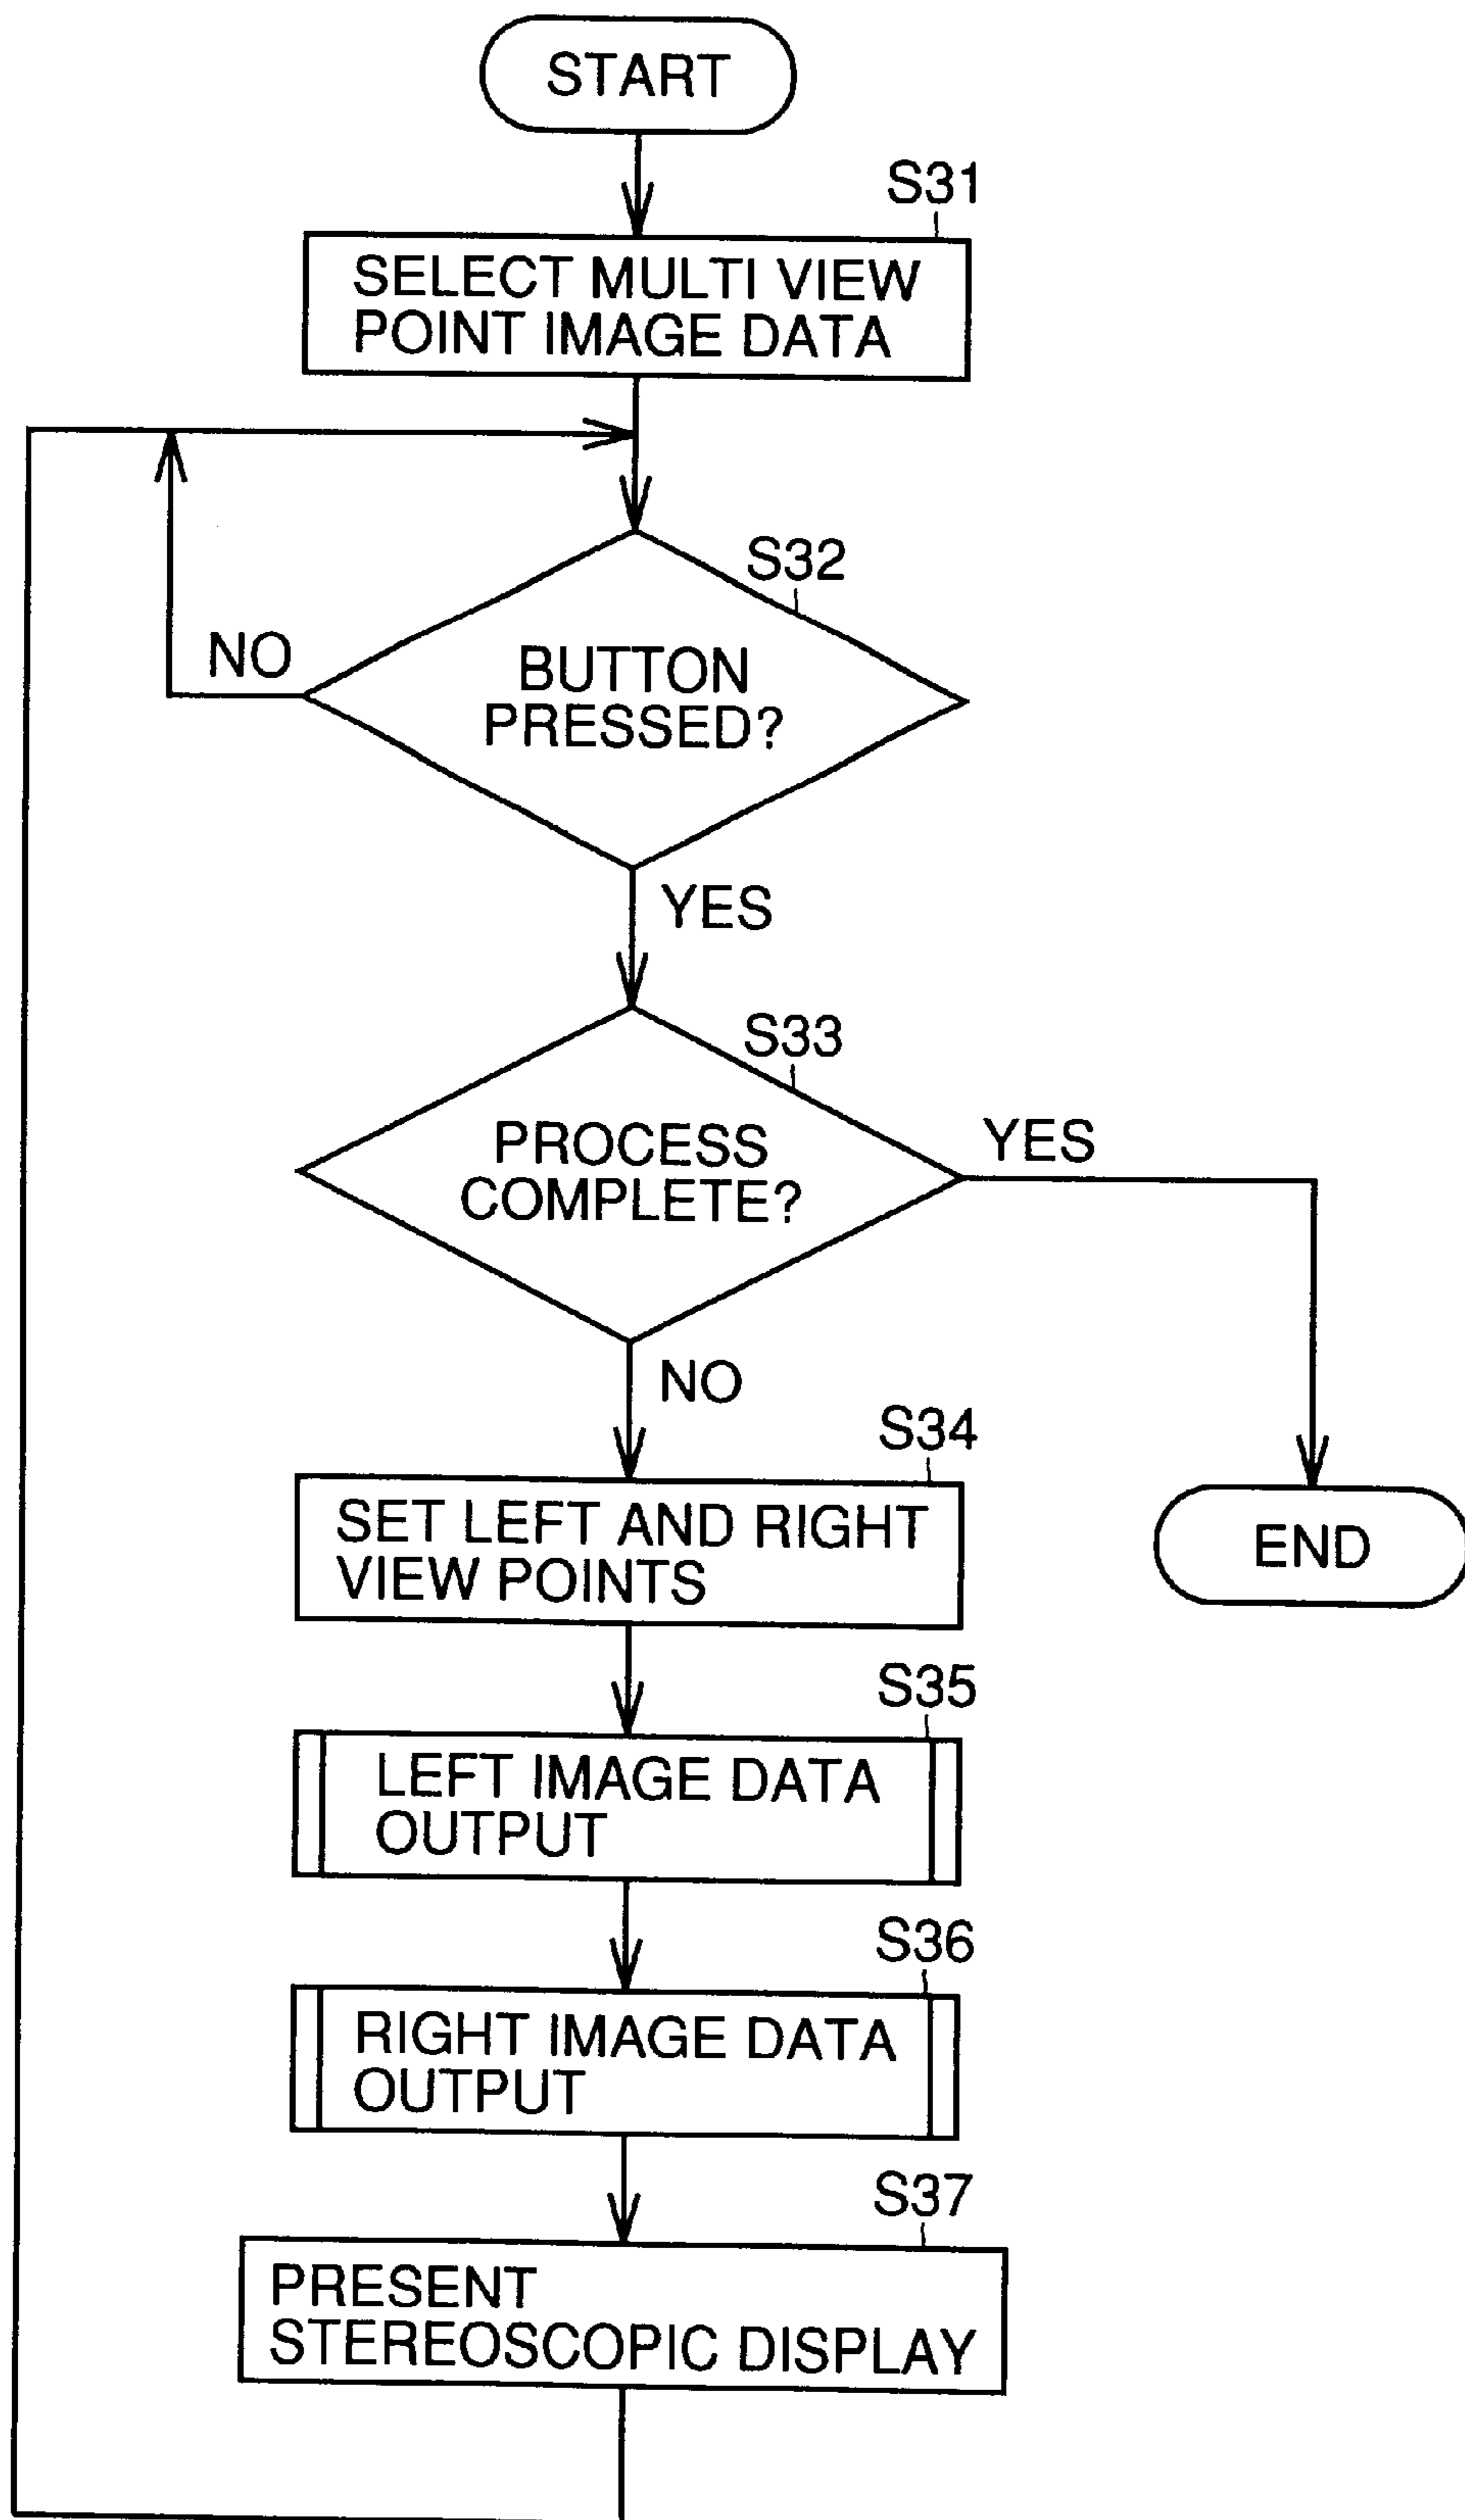 START
S31
SELECT MULTI VIEW
POINT IMAGE DATA
S32
NO
BUTTON
PRESSED?
YES
S33
PROCESS
COMPLETE?
YES
NO
S34
SET LEFT AND RIGHT
VIEW POINTS
END
S35
LEFT IMAGE DATA
OUTPUT
S36
RIGHT IMAGE DATA
OUTPUT
S37
PRESENT
STEREOSCOPIC DISPLAY